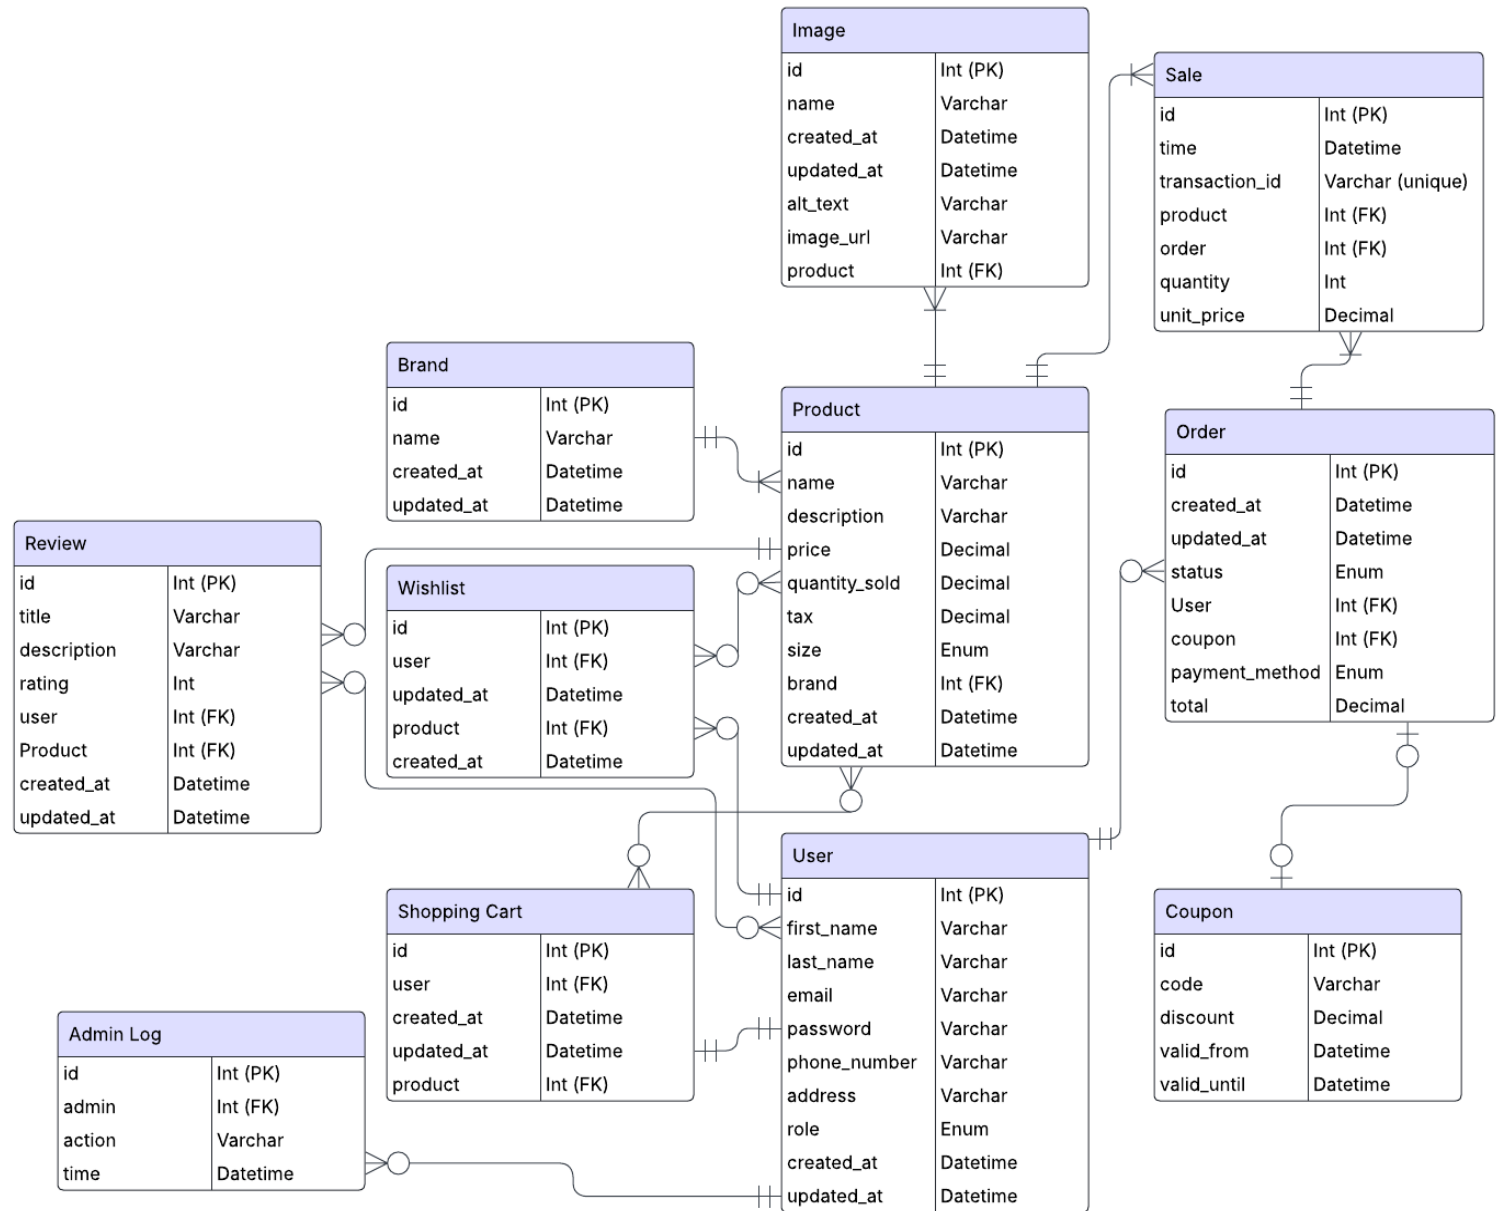 Image
id Int (PK)
name Varchar
created_at Datetime
updated_at Datetime
alt_text Varchar
image_url Varchar
product Int (FK)
Sale
id Int (PK)
time Datetime
transaction_id Varchar (unique)
product Int (FK)
order Int (FK)
quantity Int
unit_price Decimal
Brand
id Int (PK)
name Varchar
created_at Datetime
updated_at Datetime
Product
id Int (PK)
name Varchar
description Varchar
price Decimal
quantity_sold Decimal
tax Decimal
size Enum
brand Int (FK)
created_at Datetime
updated_at Datetime
Order
id Int (PK)
created_at Datetime
updated_at Datetime
status Enum
User Int (FK)
coupon Int (FK)
payment_method Enum
total Decimal
Review
id Int (PK)
title Varchar
description Varchar
rating Int
user Int (FK)
Product Int (FK)
created_at Datetime
updated_at Datetime
Wishlist
id Int (PK)
user Int (FK)
updated_at Datetime
product Int (FK)
created_at Datetime
User
id Int (PK)
first_name Varchar
last_name Varchar
email Varchar
password Varchar
phone_number Varchar
address Varchar
role Enum
created_at Datetime
updated_at Datetime
Shopping Cart
id Int (PK)
user Int (FK)
created_at Datetime
updated_at Datetime
product Int (FK)
Coupon
id Int (PK)
code Varchar
discount Decimal
valid_from Datetime
valid_until Datetime
Admin Log
id Int (PK)
admin Int (FK)
action Varchar
time Datetime